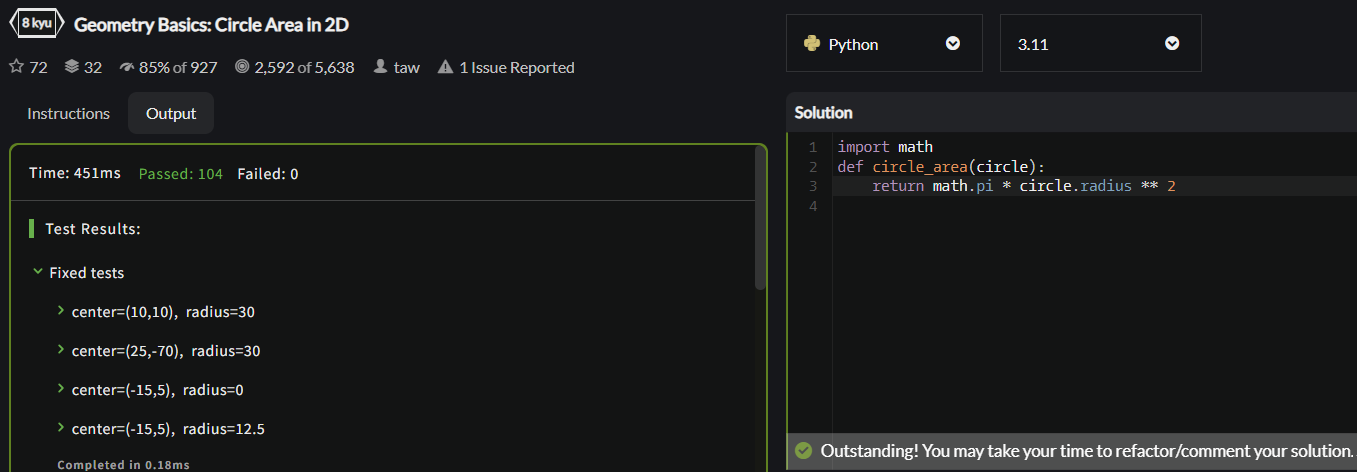 8 kyu Geometry Basics: Circle Area in 2D
72 32 85% of 927 2,592 of 5,638 taw 1 Issue Reported
Instructions Output
Time: 451ms Passed: 104 Failed: 0
Test Results:
Fixed tests
center=(10,10), radius=30
center=(25,-70), radius=30
center=(-15,5), radius=0
center=(-15,5), radius=12.5
Completed in 0.18ms
Python 3.11
Solution
1 import math
2 def circle_area(circle):
3     return math.pi * circle.radius ** 2
4
Outstanding! You may take your time to refactor/comment your solution.